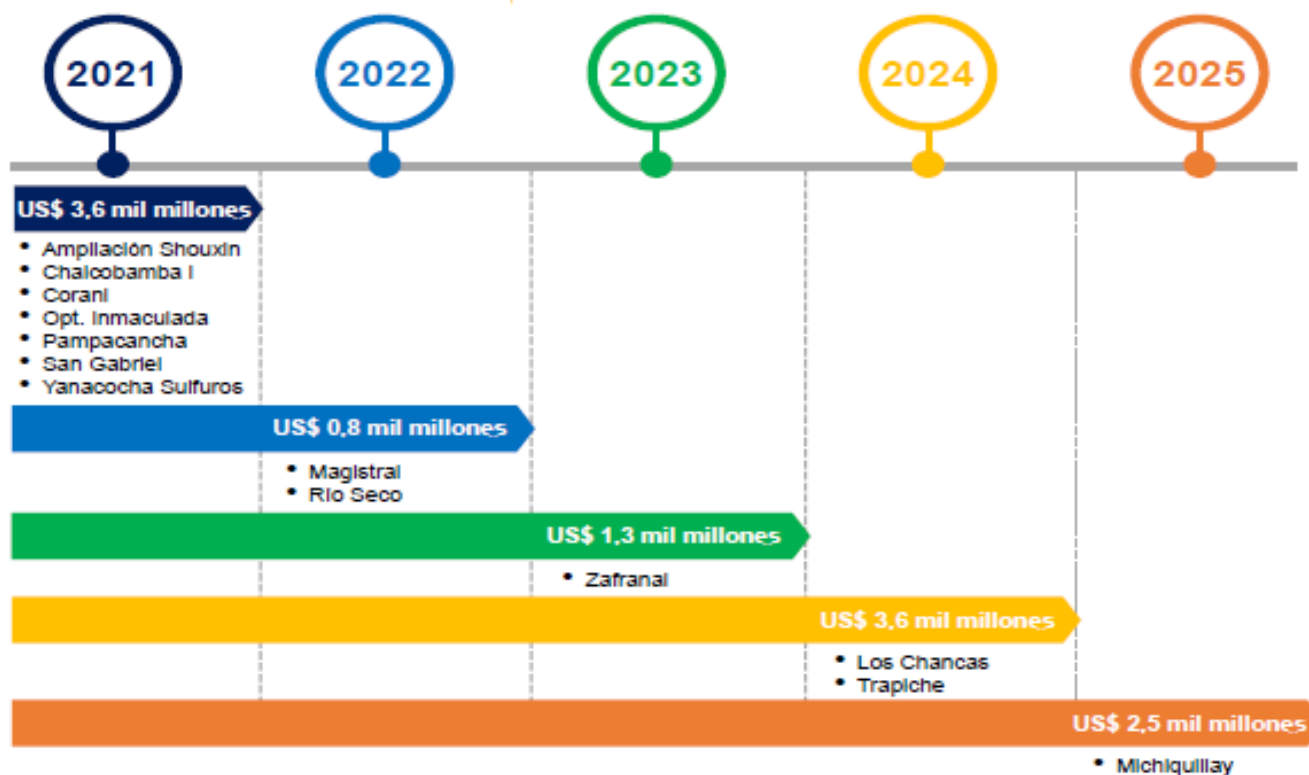 2021
2022
2023
2024
2025
US$ 3,6 mil millones
• Ampliación Shouxin
• Chalcobamba I
• Corani
• Opt. Inmaculada
• Pampacancha
• San Gabriel
• Yanacocha Sulfuros
US$ 0,8 mil millones
• Magistral
• Rio Seco
US$ 1,3 mil millones
• Zafranal
US$ 3,6 mil millones
• Los Chancas
• Trapiche
US$ 2,5 mil millones
• Michiquillay